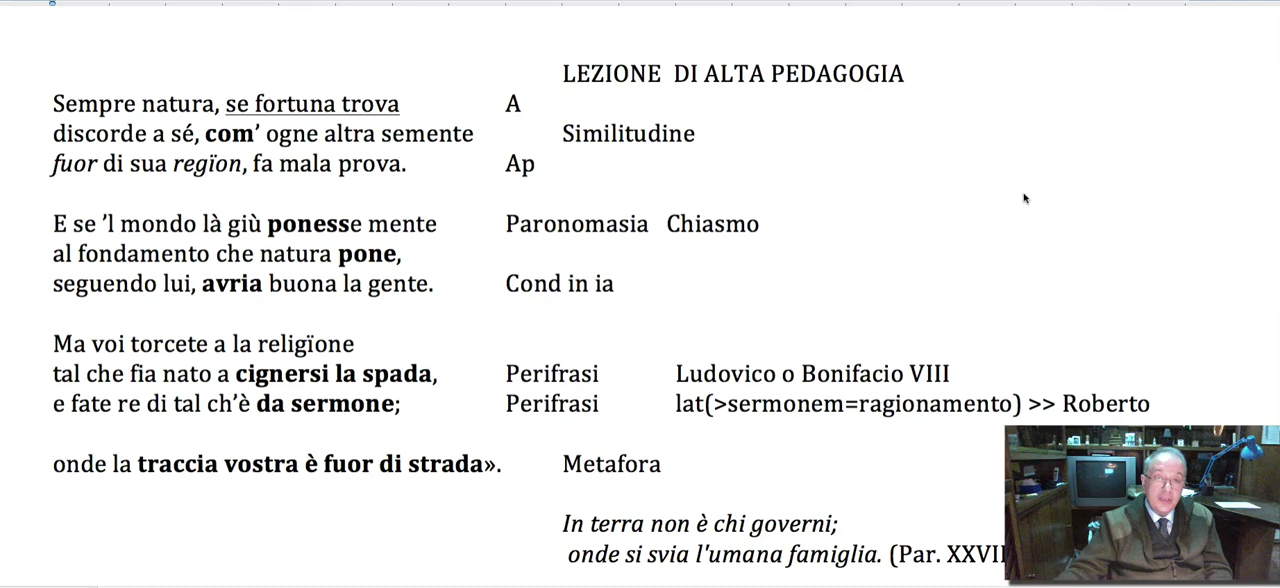 LEZIONE DI ALTA PEDAGOGIA
Sempre natura, se fortuna trova A
discorde a sé, com’ ogne altra semente Similitudine
fuor di sua regïon, fa mala prova. Ap
E se ’l mondo là giù ponesse mente Paronomasia Chiasmo
al fondamento che natura pone,
seguendo lui, avria buona la gente. Cond in ia
Ma voi torcete a la religïone
tal che fia nato a cignersi la spada, Perifrasi Ludovico o Bonifacio VIII
e fate re di tal ch’è da sermone; Perifrasi lat(>sermonem=ragionamento) >> Roberto
onde la traccia vostra è fuor di strada». Metafora
In terra non è chi governi;
onde si svia l'umana famiglia. (Par.